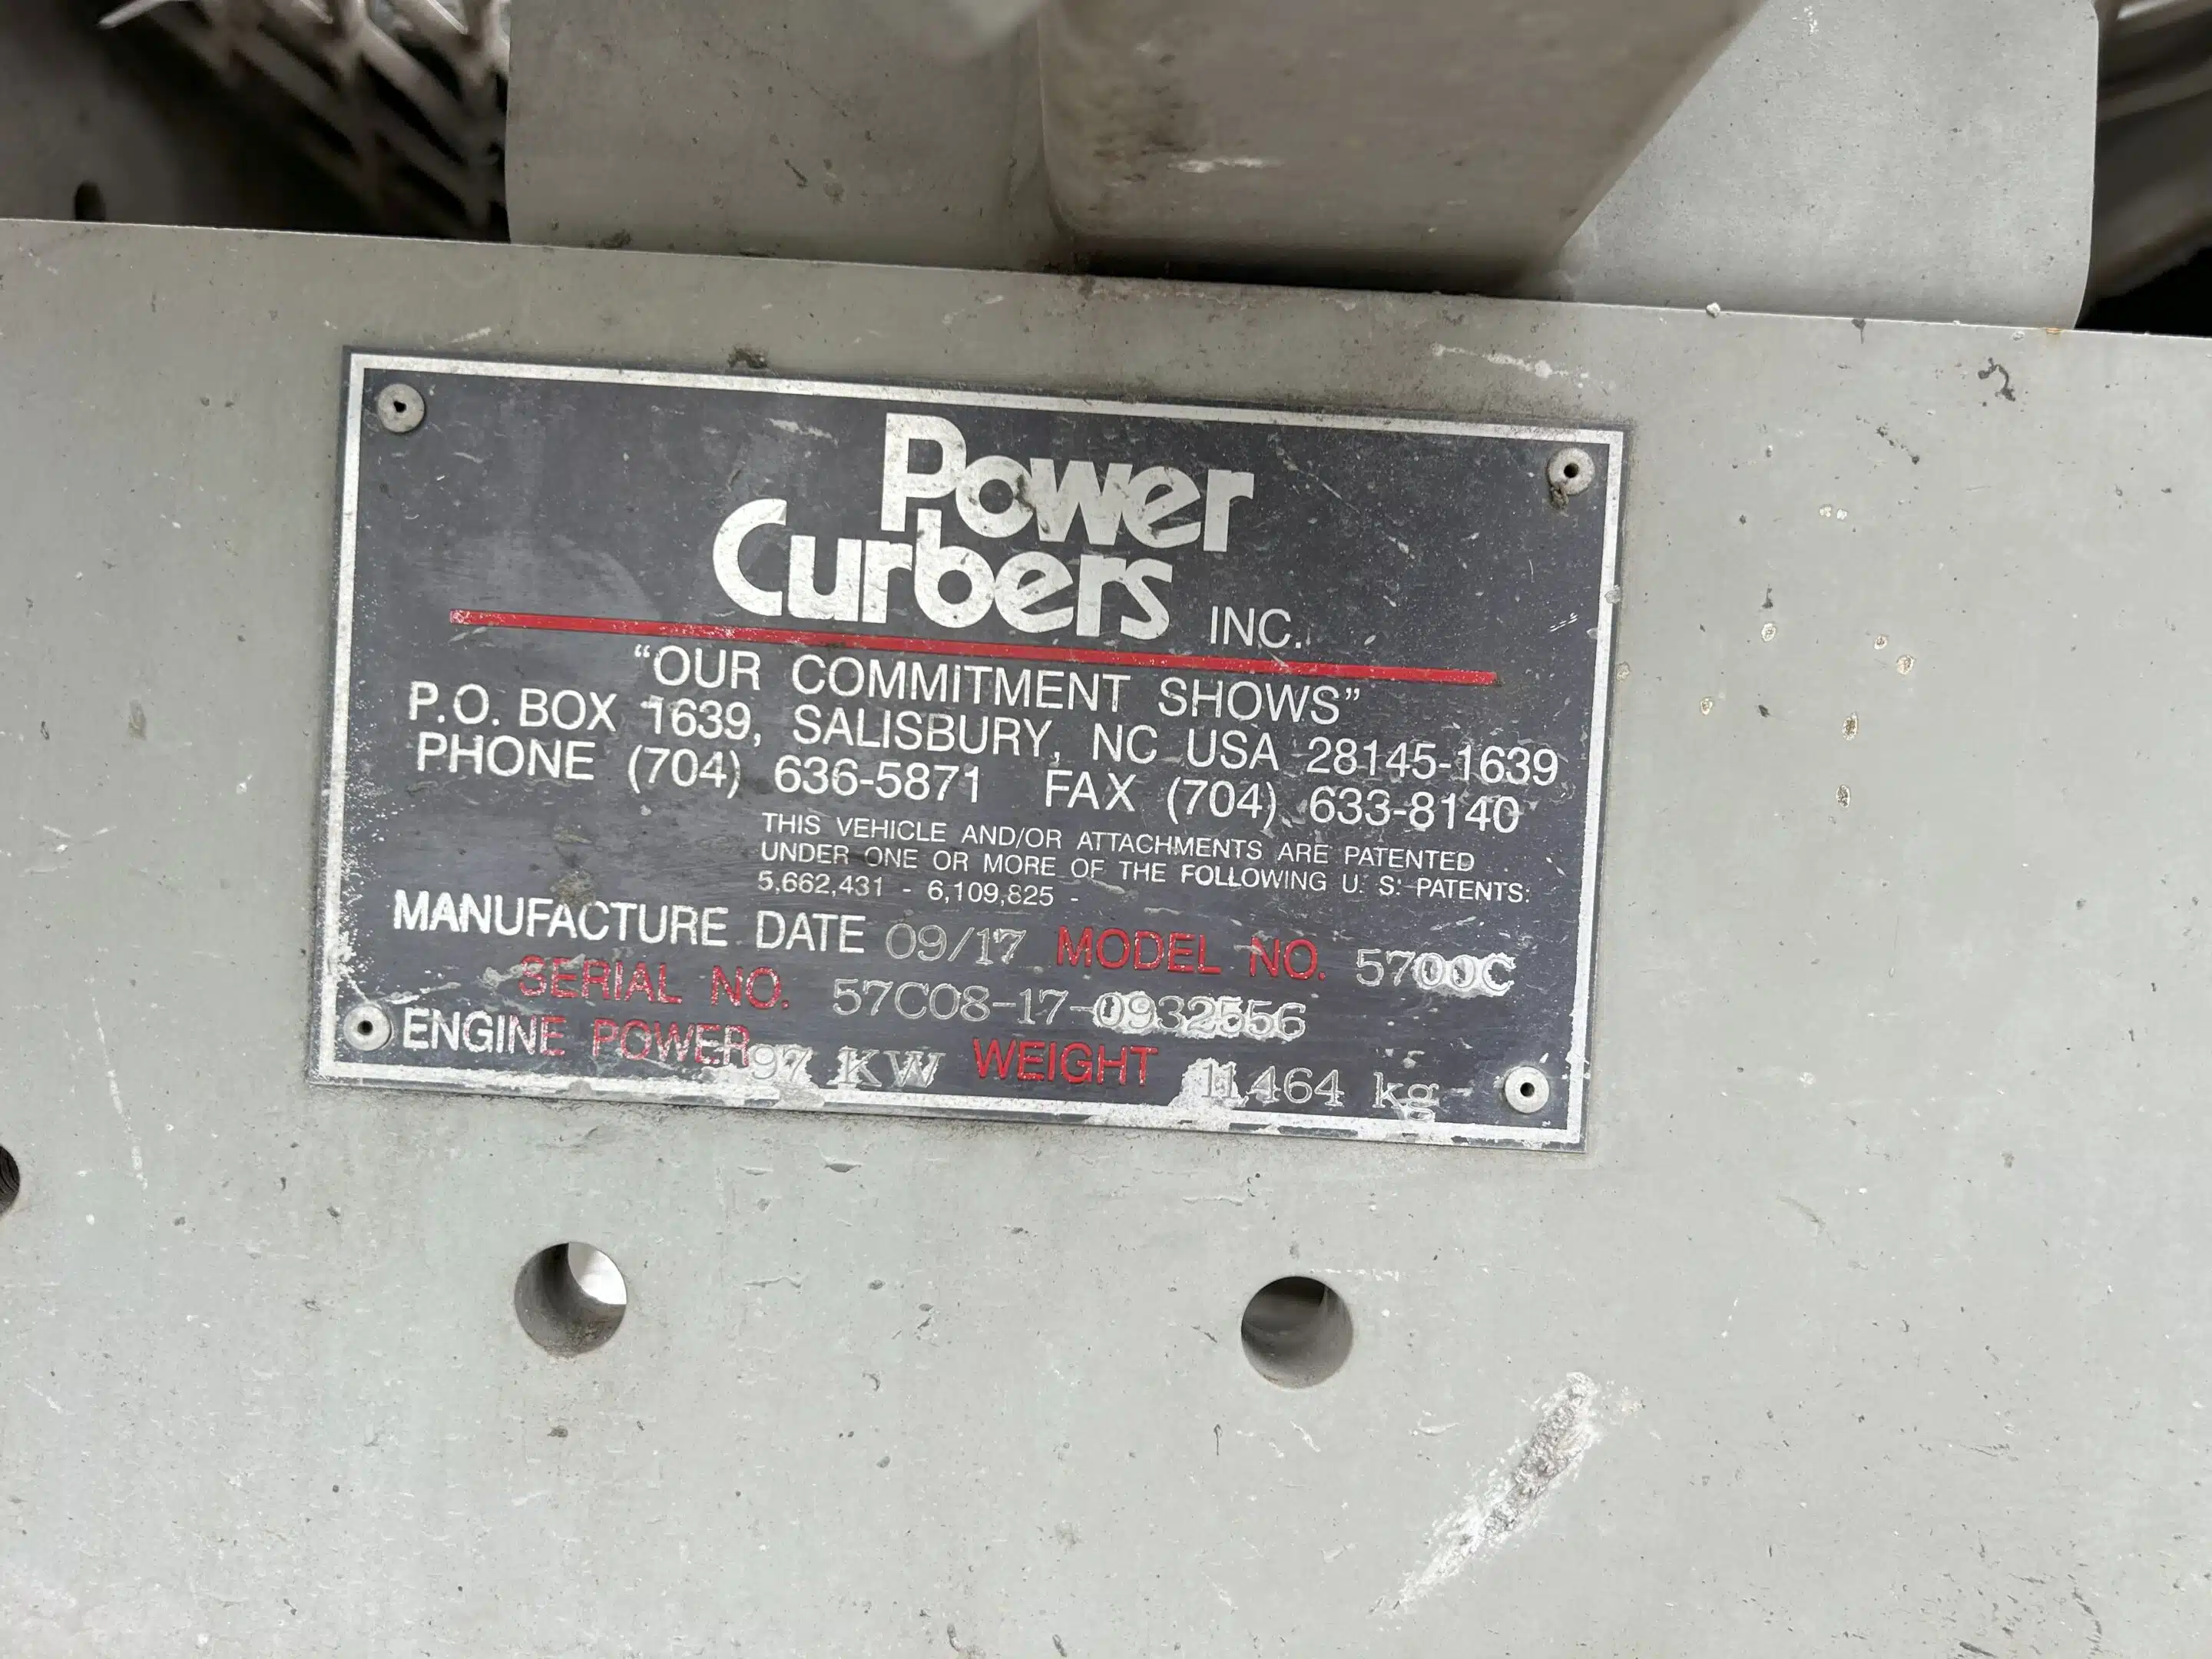 Power
Curbers INC.
“OUR COMMITMENT SHOWS”
P.O. BOX 1639, SALISBURY, NC USA 28145-1639
PHONE (704) 636-5871 FAX (704) 633-8140
THIS VEHICLE AND/OR ATTACHMENTS ARE PATENTED
UNDER ONE OR MORE OF THE FOLLOWING U. S. PATENTS:
5,662,431 - 6,109,825 -
MANUFACTURE DATE 09/17 MODEL NO. 5700C
SERIAL NO. 57C08-17-0932556
ENGINE POWER 97 KW WEIGHT 11464 kg